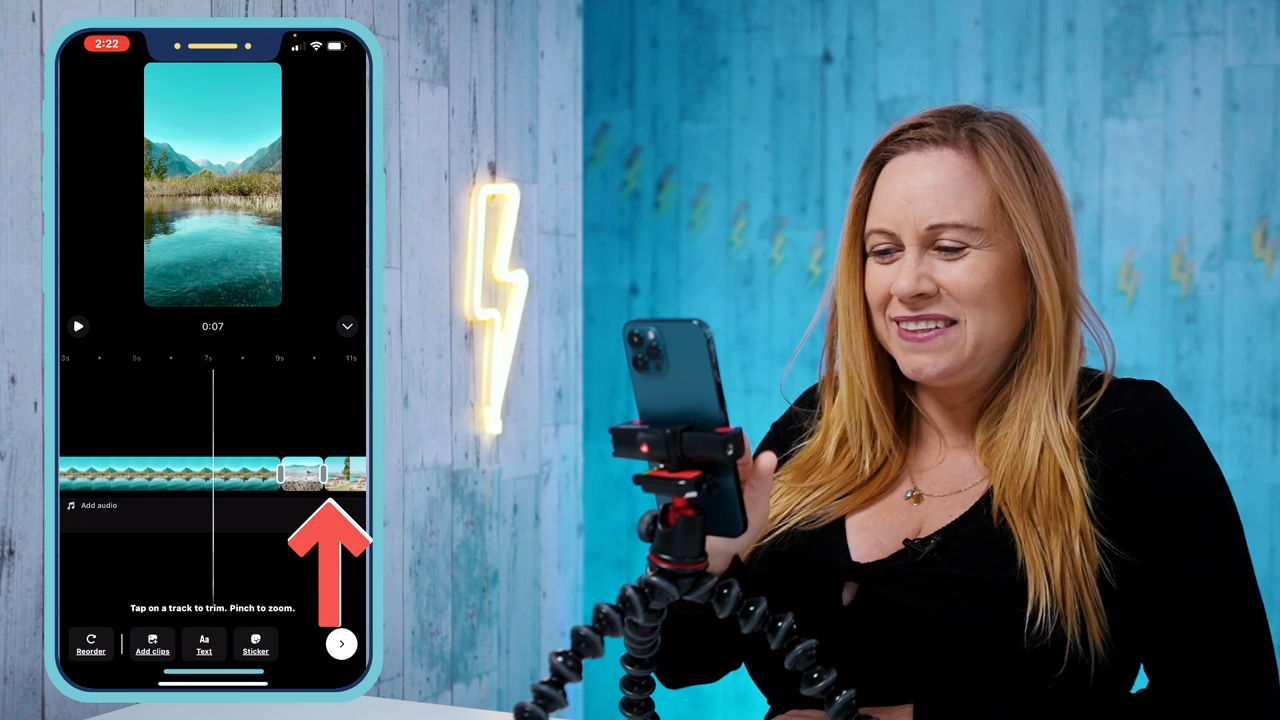 2:22
0:07
3s 5s 7s 9s 11s
Add audio
Tap on a track to trim. Pinch to zoom.
Reorder Add clips Aa Text Sticker